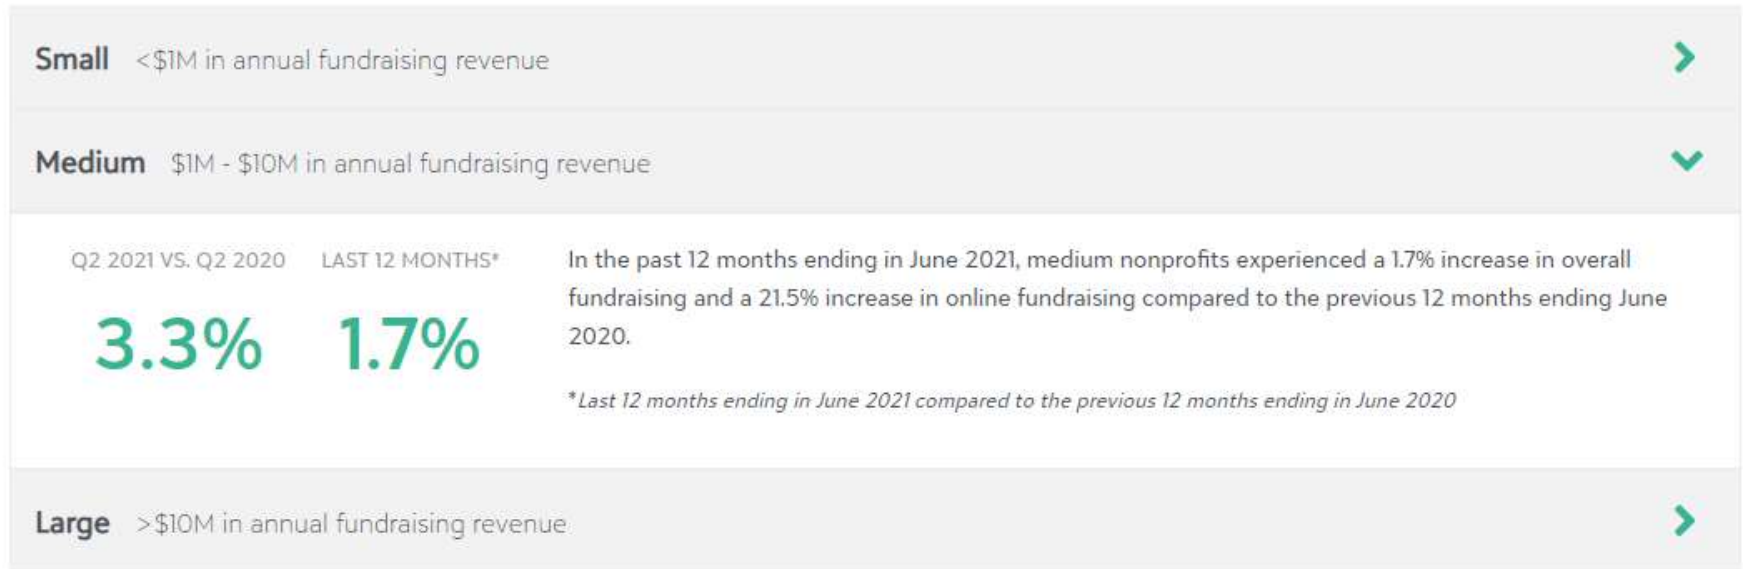 Small <$1M in annual fundraising revenue
Medium $1M - $10M in annual fundraising revenue
Q2 2021 VS. Q2 2020 LAST 12 MONTHS*
3.3% 1.7%
In the past 12 months ending in June 2021, medium nonprofits experienced a 1.7% increase in overall
fundraising and a 21.5% increase in online fundraising compared to the previous 12 months ending June
2020.
*Last 12 months ending in June 2021 compared to the previous 12 months ending in June 2020
Large >$10M in annual fundraising revenue